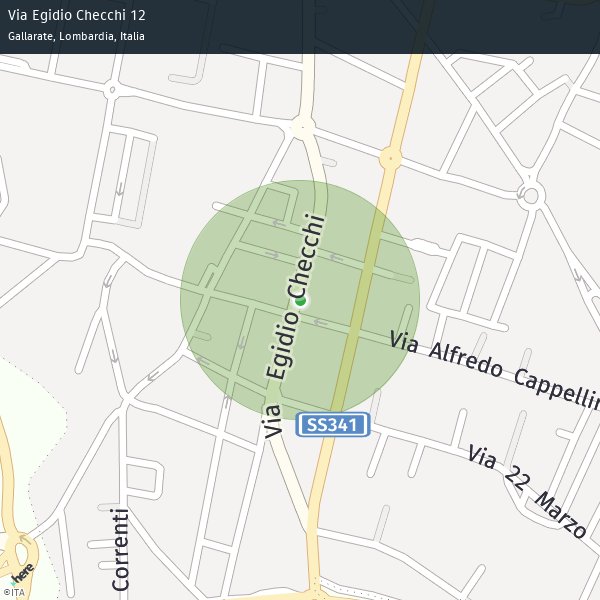 Via Egidio Checchi 12
Gallarate, Lombardia, Italia
Via Egidio Checchi
Via Alfredo Cappellin
SS341
Via 22 Marzo
Correnti
here
©ITA